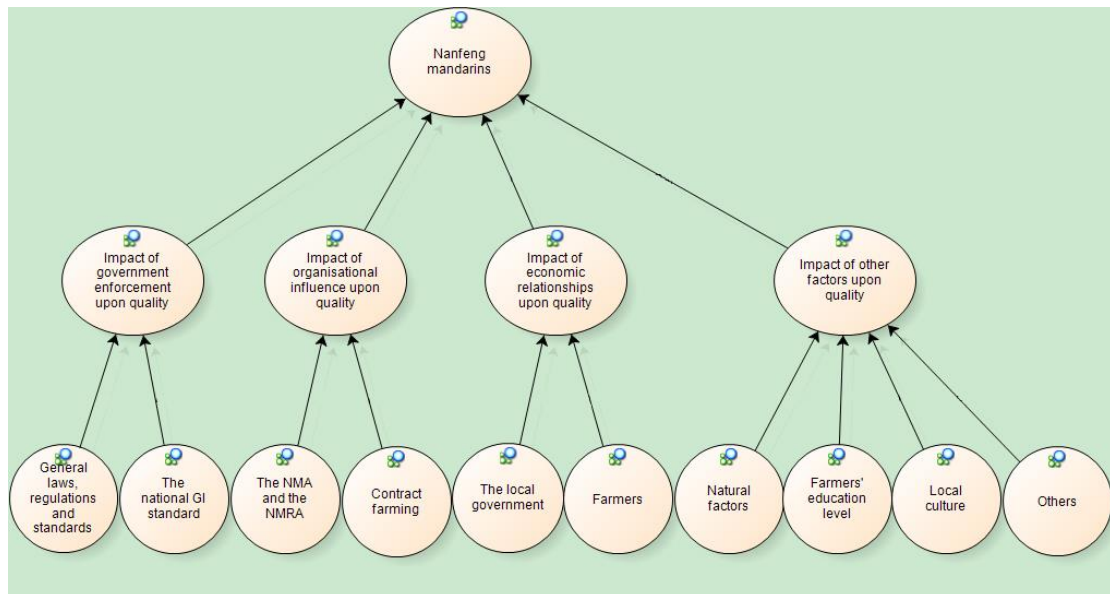 Nanfeng
mandarins
Impact of
government
enforcement upon
quality
Impact of
organisational
influence upon
quality
Impact of
economic
relationships
upon quality
Impact of other
factors upon
quality
General
laws,
regulations
and
standards
The
national GI
standard
The NMA
and the
NMRA
Contract
farming
The local
government
Farmers
Natural
factors
Farmers'
education
level
Local
culture
Others